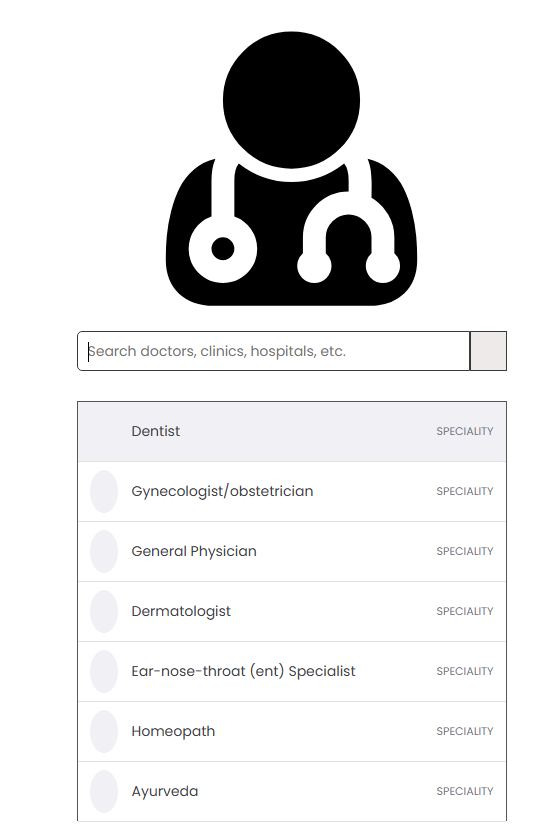 Search doctors, clinics, hospitals, etc.
Dentist SPECIALITY
Gynecologist/obstetrician SPECIALITY
General Physician SPECIALITY
Dermatologist SPECIALITY
Ear-nose-throat (ent) Specialist SPECIALITY
Homeopath SPECIALITY
Ayurveda SPECIALITY